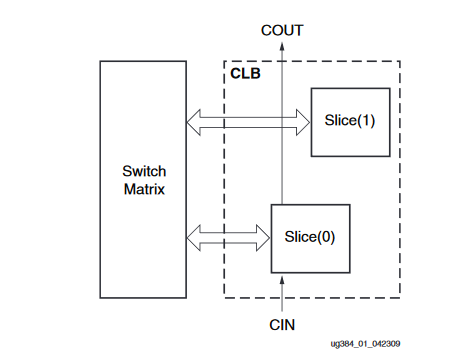 COUT
CLB
Slice(1)
Switch
Matrix
Slice(0)
CIN
ug384_01_042309